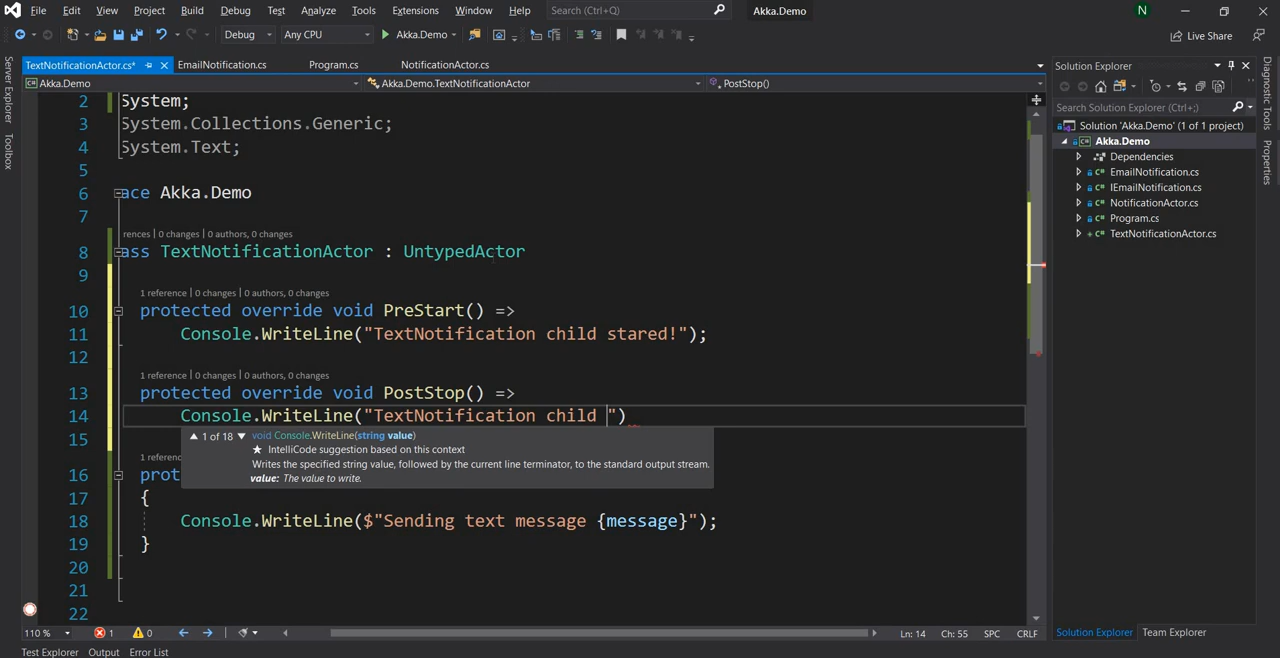 File Edit View Project Build Debug Test Analyze Tools Extensions Window Help Search (Ctrl+Q) Akka.Demo N
Debug Any CPU Akka.Demo Live Share
TextNotificationActor.cs* EmailNotification.cs Program.cs NotificationActor.cs
Akka.Demo Akka.Demo.TextNotificationActor PostStop()
Server Explorer
Toolbox
2 System;
3 System.Collections.Generic;
4 System.Text;
5
6 ace Akka.Demo
7
rences | 0 changes | 0 authors, 0 changes
8 ass TextNotificationActor : UntypedActor
9
1 reference | 0 changes | 0 authors, 0 changes
10 protected override void PreStart() =>
11 Console.WriteLine("TextNotification child stared!");
12
1 reference | 0 changes | 0 authors, 0 changes
13 protected override void PostStop() =>
14 Console.WriteLine("TextNotification child ")
15
1 of 18 void Console.WriteLine(string value)
★ IntelliCode suggestion based on this context
Writes the specified string value, followed by the current line terminator, to the standard output stream.
value: The value to write.
1 referenc
16 prot
17 {
18 Console.WriteLine($"Sending text message {message}");
19 }
20
21
22
110 % 1 0 Ln: 14 Ch: 55 SPC CRLF
Test Explorer Output Error List
Solution Explorer
Search Solution Explorer (Ctrl+;)
Solution 'Akka.Demo' (1 of 1 project)
Akka.Demo
Dependencies
C# EmailNotification.cs
C# IEmailNotification.cs
C# NotificationActor.cs
C# Program.cs
+ C# TextNotificationActor.cs
Solution Explorer Team Explorer
Diagnostic Tools
Properties